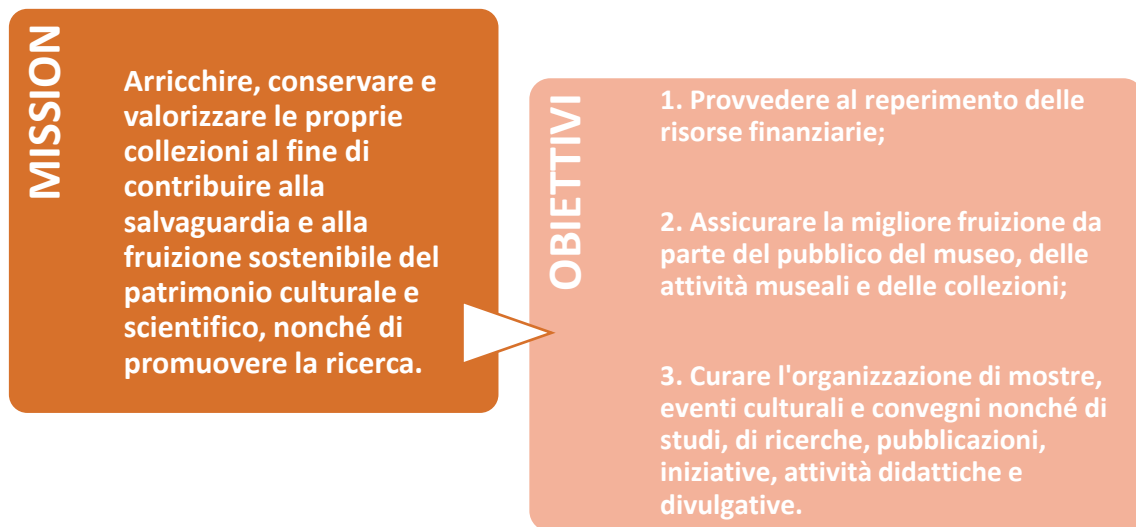 MISSION
Arricchire, conservare e
valorizzare le proprie
collezioni al fine di
contribuire alla
salvaguardia e alla
fruizione sostenibile del
patrimonio culturale e
scientifico, nonché di
promuovere la ricerca.
OBIETTIVI
1. Provvedere al reperimento delle
risorse finanziarie;
2. Assicurare la migliore fruizione da
parte del pubblico del museo, delle
attività museali e delle collezioni;
3. Curare l'organizzazione di mostre,
eventi culturali e convegni nonché di
studi, di ricerche, pubblicazioni,
iniziative, attività didattiche e
divulgative.